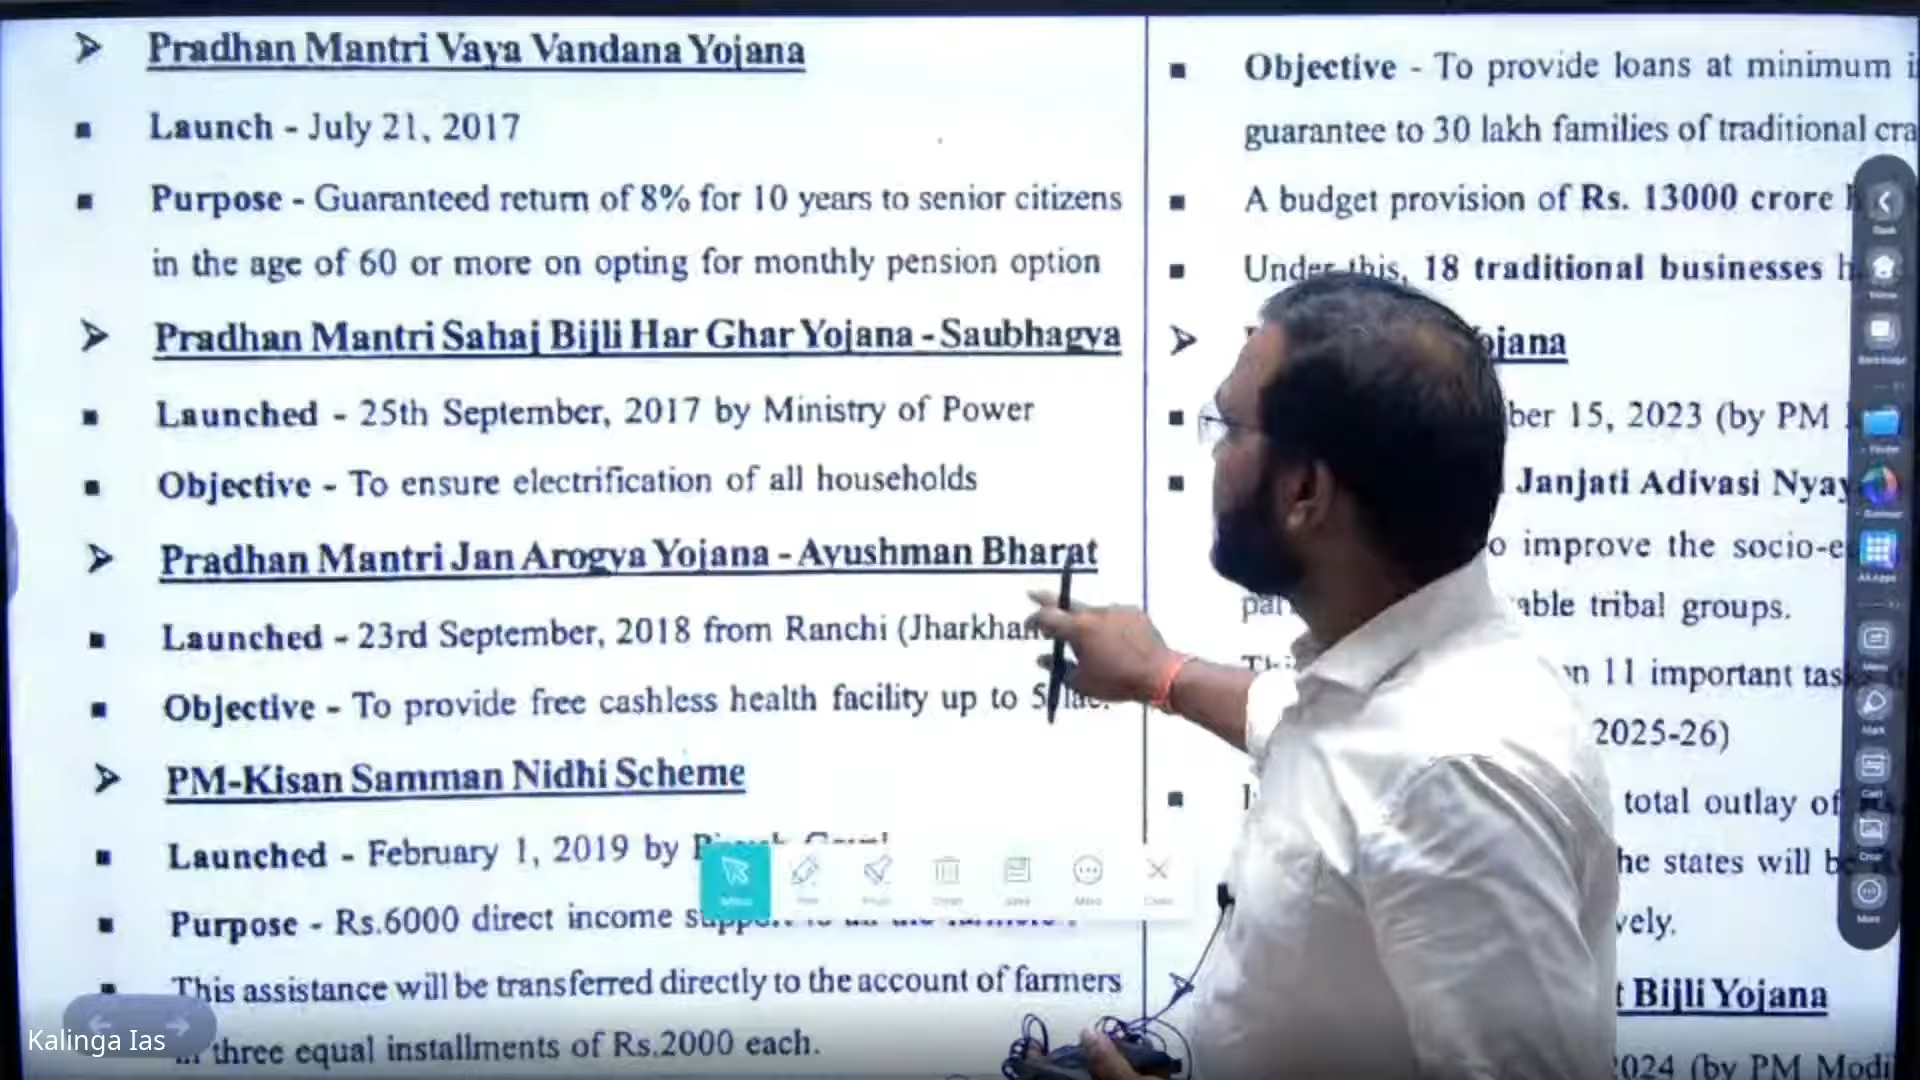 Pradhan Mantri Vaya Vandana Yojana
Launch - July 21, 2017
Purpose - Guaranteed return of 8% for 10 years to senior citizens
in the age of 60 or more on opting for monthly pension option
Pradhan Mantri Sahaj Bijli Har Ghar Yojana - Saubhagya
Launched - 25th September, 2017 by Ministry of Power
Objective - To ensure electrification of all households
Pradhan Mantri Jan Arogya Yojana - Ayushman Bharat
Launched - 23rd September, 2018 from Ranchi
Objective - To provide free cashless health facility up to 5
PM-Kisan Samman Nidhi Scheme
Launched - February 1, 2019 by
Purpose - Rs.6000 direct income
This assistance will be transferred directly to the account of farmers
three equal installments of Rs.2000 each.
Objective - To provide loans at minimum
guarantee to 30 lakh families of traditional
A budget provision of Rs. 13000 crore
Under this, 18 traditional businesses
15, 2023 (by PM
Janjati Adivasi
improve the socio-
tribal groups.
11 important
2025-26)
total outlay of
states will be
Bijli Yojana
2024 (by PM Modi
Kalinga Ias